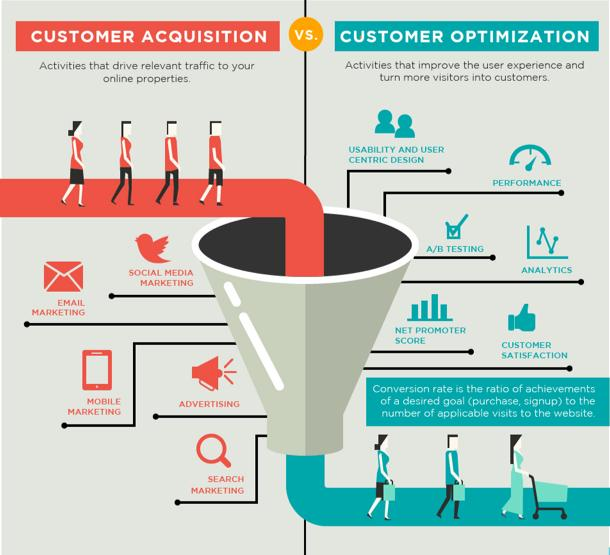 CUSTOMER ACQUISITION
VS.
CUSTOMER OPTIMIZATION
Activities that drive relevant traffic to your
online properties.
Activities that improve the user experience and
turn more visitors into customers.
USABILITY AND USER
CENTRIC DESIGN
PERFORMANCE
A/B TESTING
ANALYTICS
NET PROMOTER
SCORE
CUSTOMER
SATISFACTION
SOCIAL MEDIA
MARKETING
EMAIL
MARKETING
MOBILE
MARKETING
ADVERTISING
SEARCH
MARKETING
Conversion rate is the ratio of achievements
of a desired goal (purchase, signup) to the
number of applicable visits to the website.